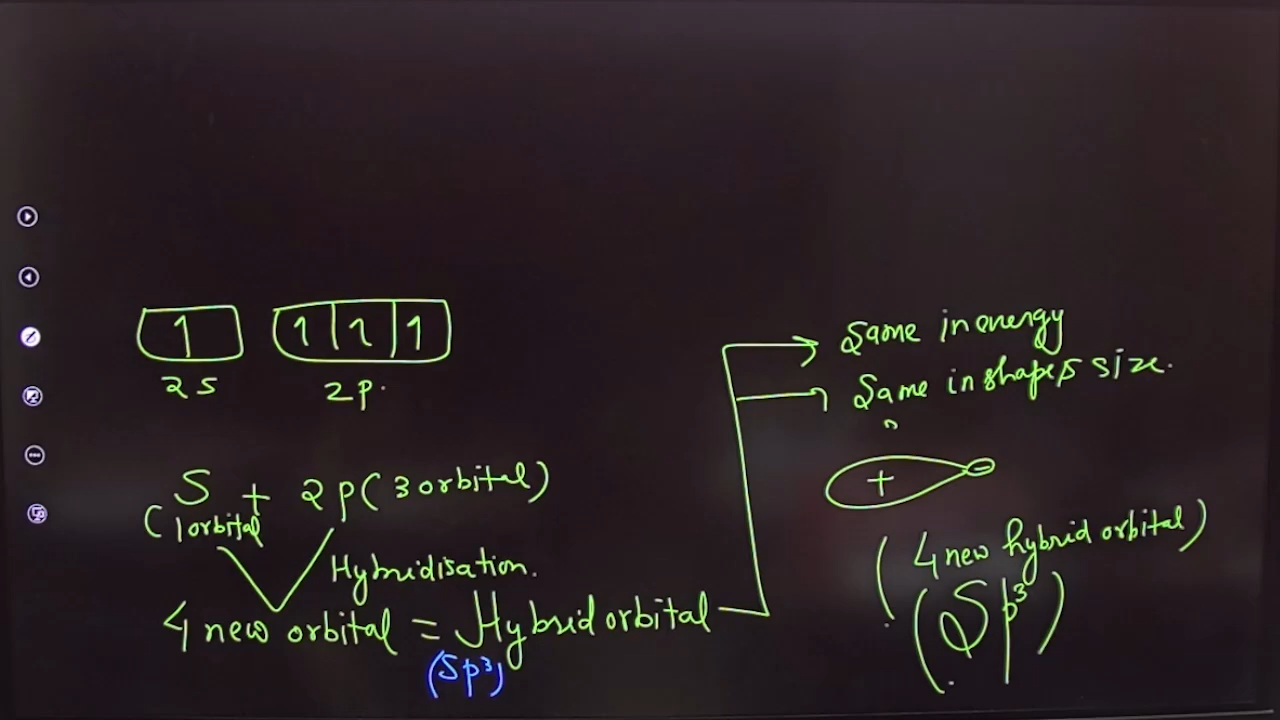 1 1 1 1
2s 2p.
Same in energy
Same in shape & size.
S + 2p (3 orbital)
(1 orbital
+ -
Hybridisation.
(4 new hybrid orbital)
4 new orbital = Hybrid orbital
(Sp³)
(Sp³)